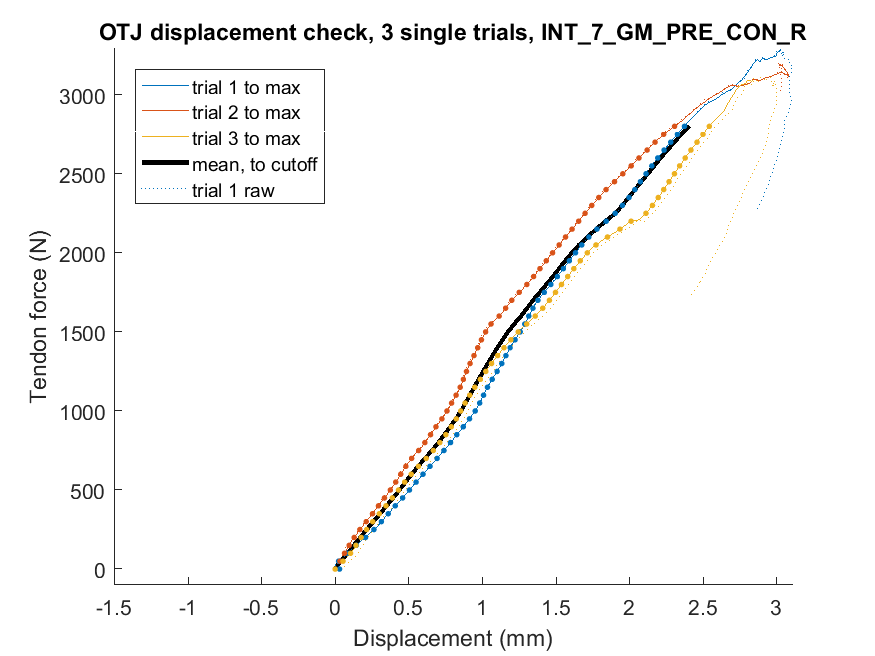 OTJ displacement check, 3 single trials, INT_7_GM_PRE_CON_R
trial 1 to max
trial 2 to max
trial 3 to max
mean, to cutoff
trial 1 raw
3000
2500
2000
1500
1000
500
0
Tendon force (N)
-1.5 -1 -0.5 0 0.5 1 1.5 2 2.5 3
Displacement (mm)